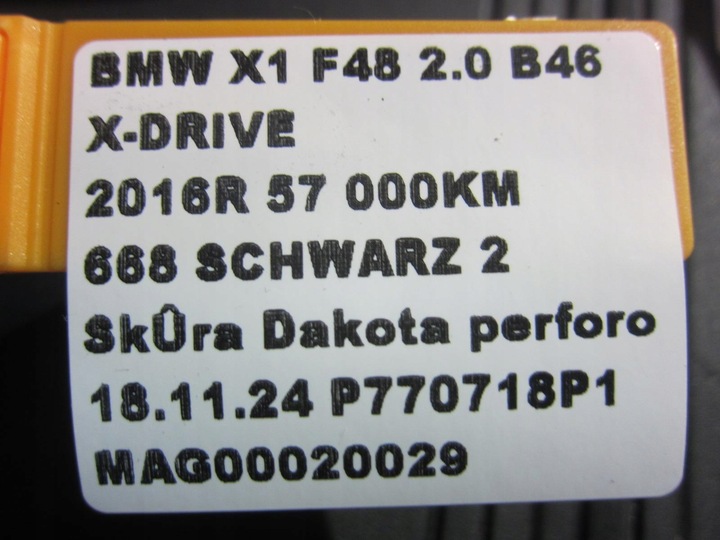 BMW X1 F48 2.0 B46
X-DRIVE
2016R 57 000KM
668 SCHWARZ 2
SkÛra Dakota perforo
18.11.24 P770718P1
MAG00020029